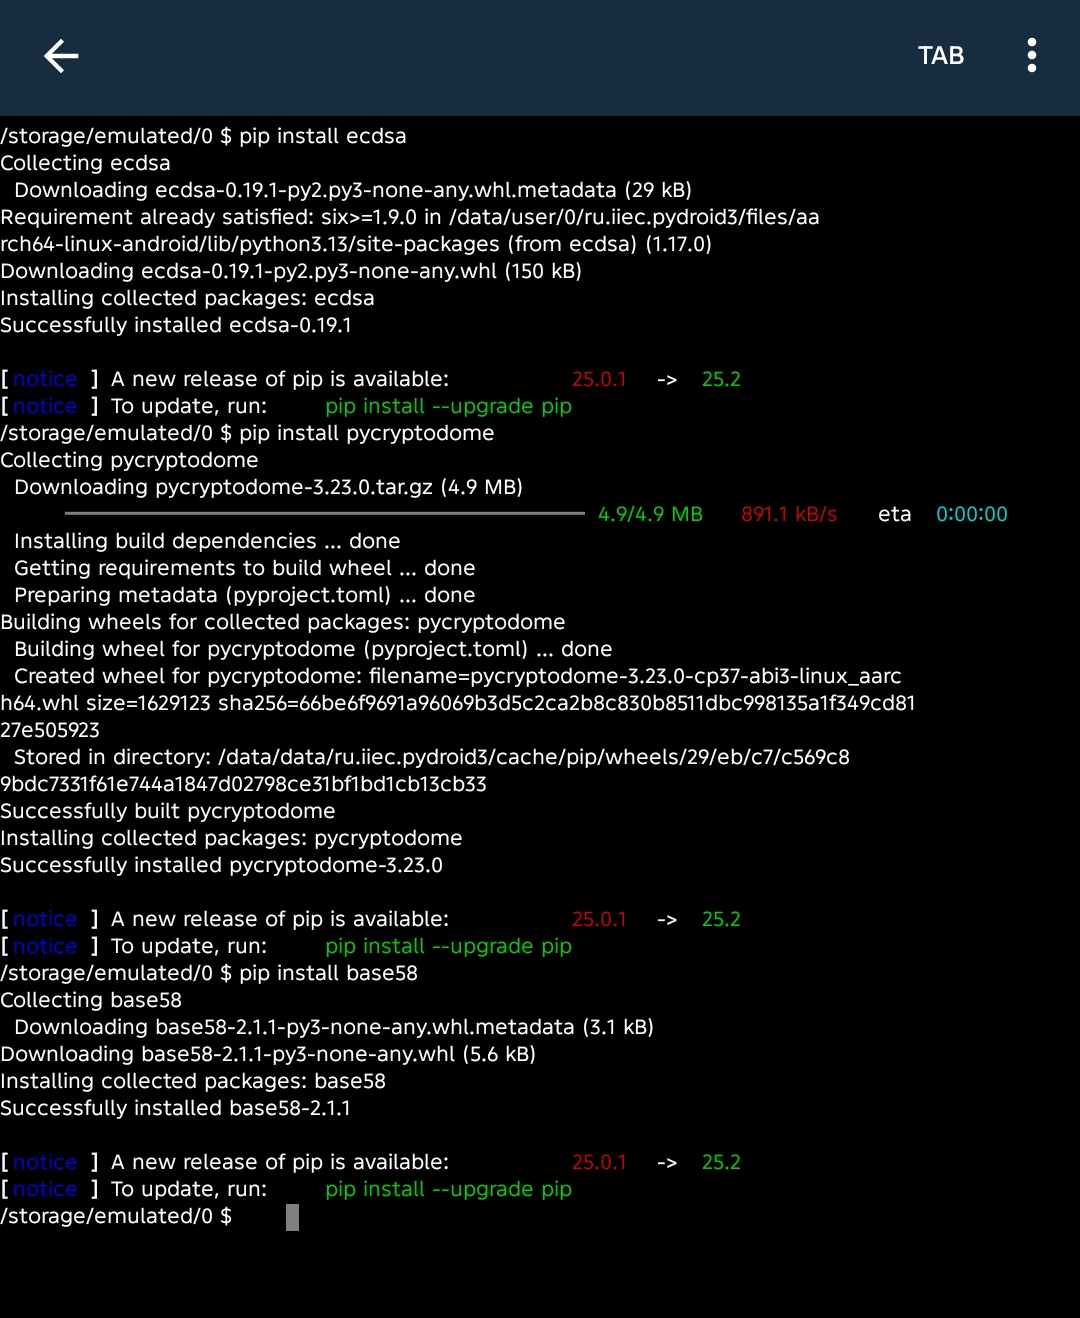 TAB
/storage/emulated/0 $ pip install ecdsa
Collecting ecdsa
  Downloading ecdsa-0.19.1-py2.py3-none-any.whl.metadata (29 kB)
Requirement already satisfied: six>=1.9.0 in /data/user/0/ru.iiec.pydroid3/files/aa
rch64-linux-android/lib/python3.13/site-packages (from ecdsa) (1.17.0)
Downloading ecdsa-0.19.1-py2.py3-none-any.whl (150 kB)
Installing collected packages: ecdsa
Successfully installed ecdsa-0.19.1
[notice ] A new release of pip is available: 25.0.1 -> 25.2
[notice ] To update, run: pip install --upgrade pip
/storage/emulated/0 $ pip install pycryptodome
Collecting pycryptodome
  Downloading pycryptodome-3.23.0.tar.gz (4.9 MB)
4.9/4.9 MB 891.1 kB/s eta 0:00:00
  Installing build dependencies ... done
  Getting requirements to build wheel ... done
  Preparing metadata (pyproject.toml) ... done
Building wheels for collected packages: pycryptodome
  Building wheel for pycryptodome (pyproject.toml) ... done
  Created wheel for pycryptodome: filename=pycryptodome-3.23.0-cp37-abi3-linux_aarc
h64.whl size=1629123 sha256=66be6f9691a96069b3d5c2ca2b8c830b8511dbc998135a1f349cd81
27e505923
  Stored in directory: /data/data/ru.iiec.pydroid3/cache/pip/wheels/29/eb/c7/c569c8
9bdc7331f61e744a1847d02798ce31bf1bd1cb13cb33
Successfully built pycryptodome
Installing collected packages: pycryptodome
Successfully installed pycryptodome-3.23.0
[notice ] A new release of pip is available: 25.0.1 -> 25.2
[notice ] To update, run: pip install --upgrade pip
/storage/emulated/0 $ pip install base58
Collecting base58
  Downloading base58-2.1.1-py3-none-any.whl.metadata (3.1 kB)
Downloading base58-2.1.1-py3-none-any.whl (5.6 kB)
Installing collected packages: base58
Successfully installed base58-2.1.1
[notice ] A new release of pip is available: 25.0.1 -> 25.2
[notice ] To update, run: pip install --upgrade pip
/storage/emulated/0 $